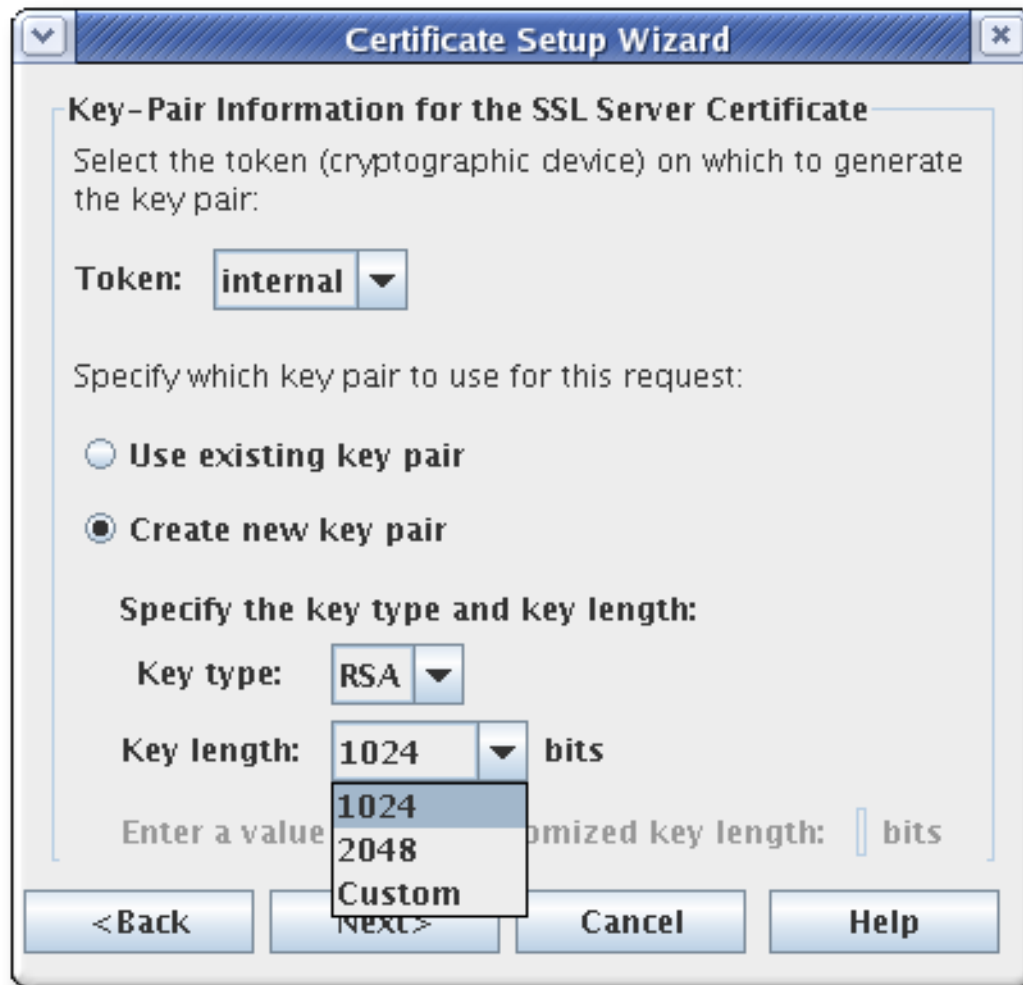 Certificate Setup Wizard
Key-Pair Information for the SSL Server Certificate
Select the token (cryptographic device) on which to generate
the key pair:
Token: internal
Specify which key pair to use for this request:
Use existing key pair
Create new key pair
Specify the key type and key length:
Key type: RSA
Key length: 1024 bits
1024
Enter a value omized key length: bits
2048
Custom
<Back Next> Cancel Help